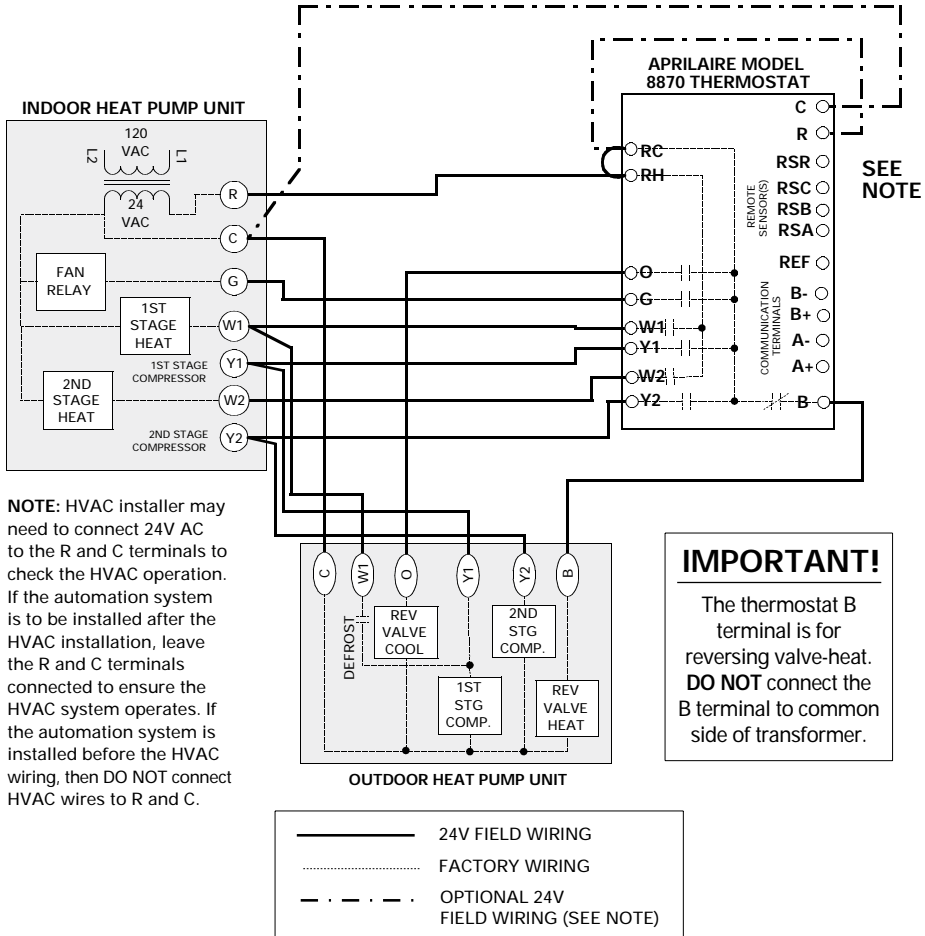 APRILAIRE MODEL
8870 THERMOSTAT
INDOOR HEAT PUMP UNIT
120
VAC
L2
L1
24
VAC
R
C
FAN
RELAY
G
1ST
STAGE
HEAT
W1
1ST STAGE
COMPRESSOR
Y1
2ND
STAGE
HEAT
W2
2ND STAGE
COMPRESSOR
Y2
RC
RH
O
G
W1
Y1
W2
Y2
C
R
RSR
RSC
RSB
RSA
REMOTE
SENSOR(S)
REF
B-
B+
A-
A+
COMMUNICATION
TERMINALS
B
SEE
NOTE
NOTE: HVAC installer may
need to connect 24V AC
to the R and C terminals to
check the HVAC operation.
If the automation system
is to be installed after the
HVAC installation, leave
the R and C terminals
connected to ensure the
HVAC system operates. If
the automation system is
installed before the HVAC
wiring, then DO NOT connect
HVAC wires to R and C.
C
W1
O
Y1
Y2
B
DEFROST
REV
VALVE
COOL
1ST
STG
COMP.
2ND
STG
COMP.
REV
VALVE
HEAT
OUTDOOR HEAT PUMP UNIT
IMPORTANT!
The thermostat B
terminal is for
reversing valve-heat.
DO NOT connect the
B terminal to common
side of transformer.
24V FIELD WIRING
FACTORY WIRING
OPTIONAL 24V
FIELD WIRING (SEE NOTE)